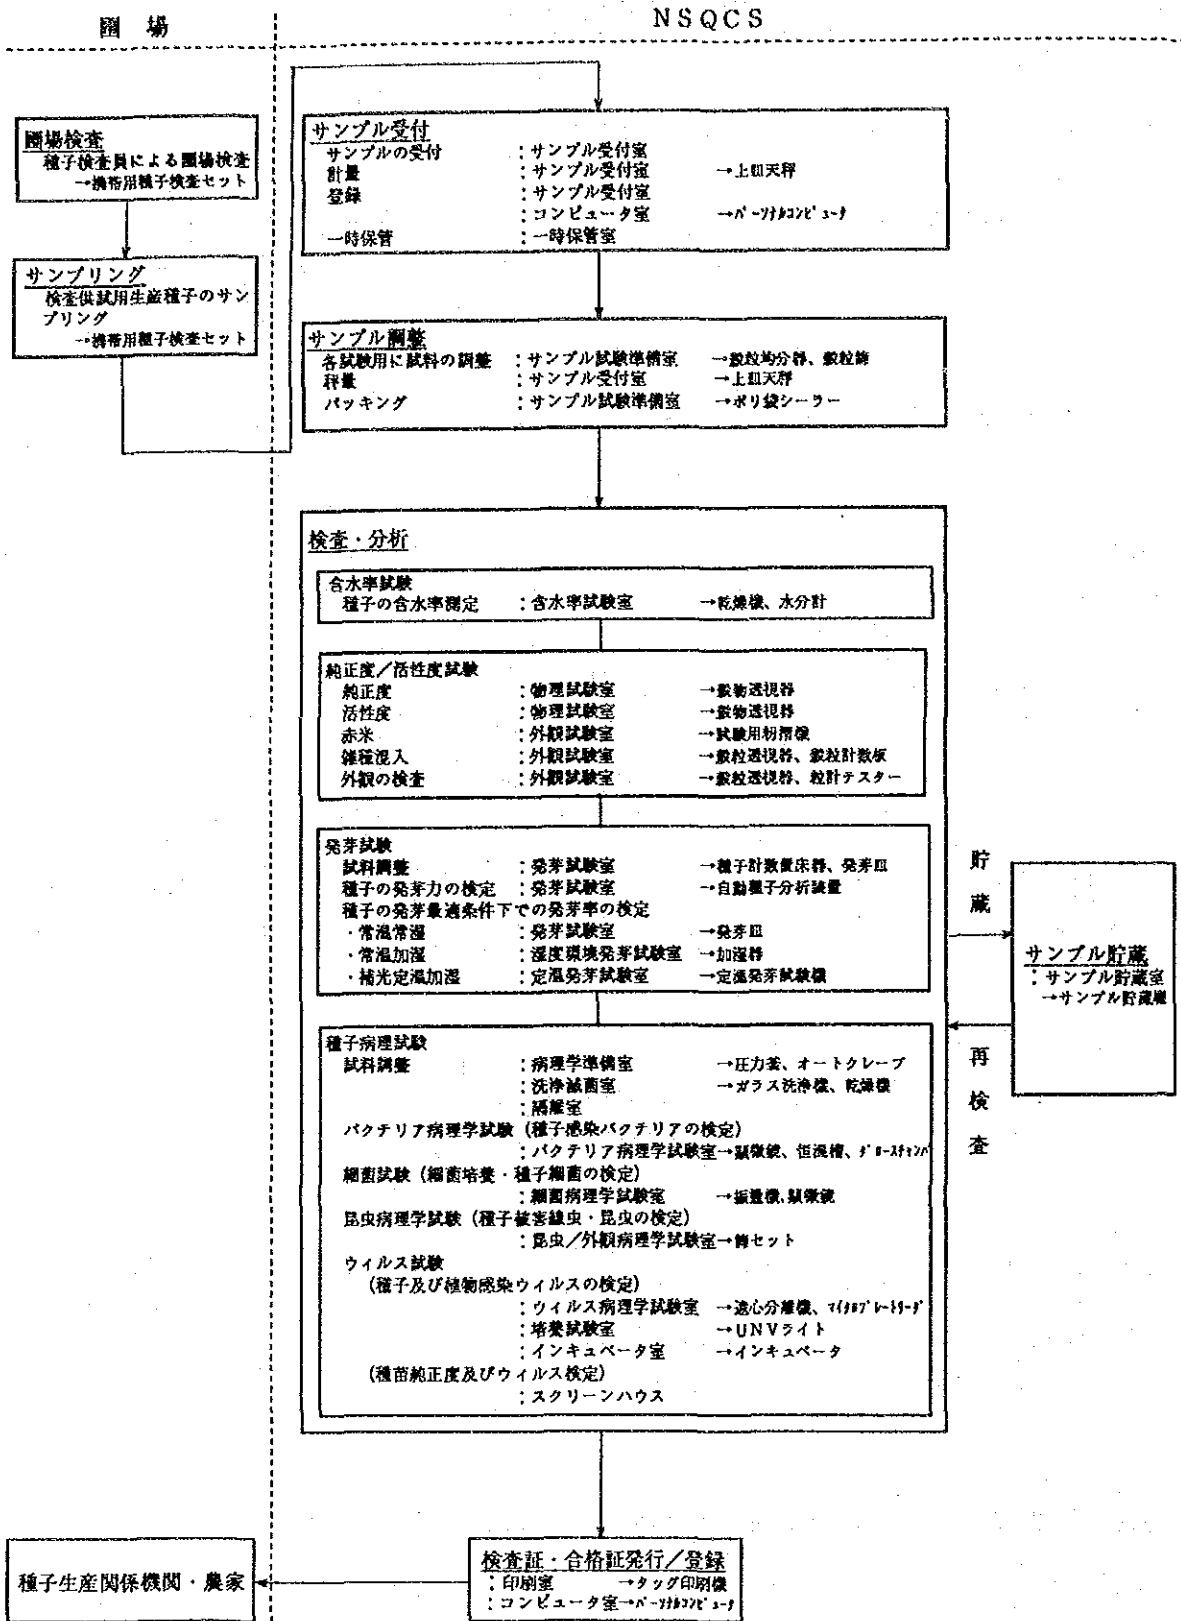 圃場
NSQCS
圃場検査
種子検査員による圃場検査
→携帯用種子検査セット
サンプリング
検査供試用生産種子のサン
プリング
→携帯用種子検査セット
サンプル受付
サンプルの受付 :サンプル受付室
計量 :サンプル受付室 →上皿天秤
登録 :サンプル受付室
:コンピュータ室 →パーソナルコンピュータ
一時保管 :一時保管室
サンプル調整
各試験用に試料の調整 :サンプル試験準備室 →穀粒均分器、穀粒篩
秤量 :サンプル受付室 →上皿天秤
パッキング :サンプル試験準備室 →ポリ袋シーラー
検査・分析
含水率試験
種子の含水率測定 :含水率試験室 →乾燥機、水分計
純正度/活性度試験
純正度 :物理試験室 →穀物透視器
活性度 :物理試験室 →穀物透視器
赤米 :外観試験室 →試験用籾摺機
雑種混入 :外観試験室 →穀粒透視器、穀粒計数板
外観の検査 :外観試験室 →穀粒透視器、粒計テスター
発芽試験
試料調整 :発芽試験室 →種子計数置床器、発芽皿
種子の発芽力の検定 :発芽試験室 →自動種子分析装置
種子の発芽最適条件下での発芽率の検定
・常温常湿 :発芽試験室 →発芽皿
・常温加湿 :湿度環境発芽試験室 →加湿器
・補光定温加湿 :定温発芽試験室 →定温発芽試験機
種子病理試験
試料調整 :病理学準備室 →圧力釜、オートクレーブ
:洗浄滅菌室 →ガラス洗浄機、乾燥機
:隔離室
バクテリア病理学試験(種子感染バクテリアの検定)
:バクテリア病理学試験室→顕微鏡、恒温槽、グロースチャンバ
細菌試験(細菌培養・種子細菌の検定)
:細菌病理学試験室 →振盪機、顕微鏡
昆虫病理学試験(種子被害線虫・昆虫の検定)
:昆虫/外観病理学試験室→篩セット
ウィルス試験
(種子及び植物感染ウィルスの検定)
:ウィルス病理学試験室 →遠心分離機、マイクロプレートリーダ
:培養試験室 →UNVライト
:インキュベータ室 →インキュベータ
(種苗純正度及びウィルス検定)
:スクリーンハウス
貯蔵
再検査
サンプル貯蔵
:サンプル貯蔵室
→サンプル貯蔵棚
検査証・合格証発行/登録
:印刷室 →タッグ印刷機
:コンピュータ室→パーソナルコンピュータ
種子生産関係機関・農家